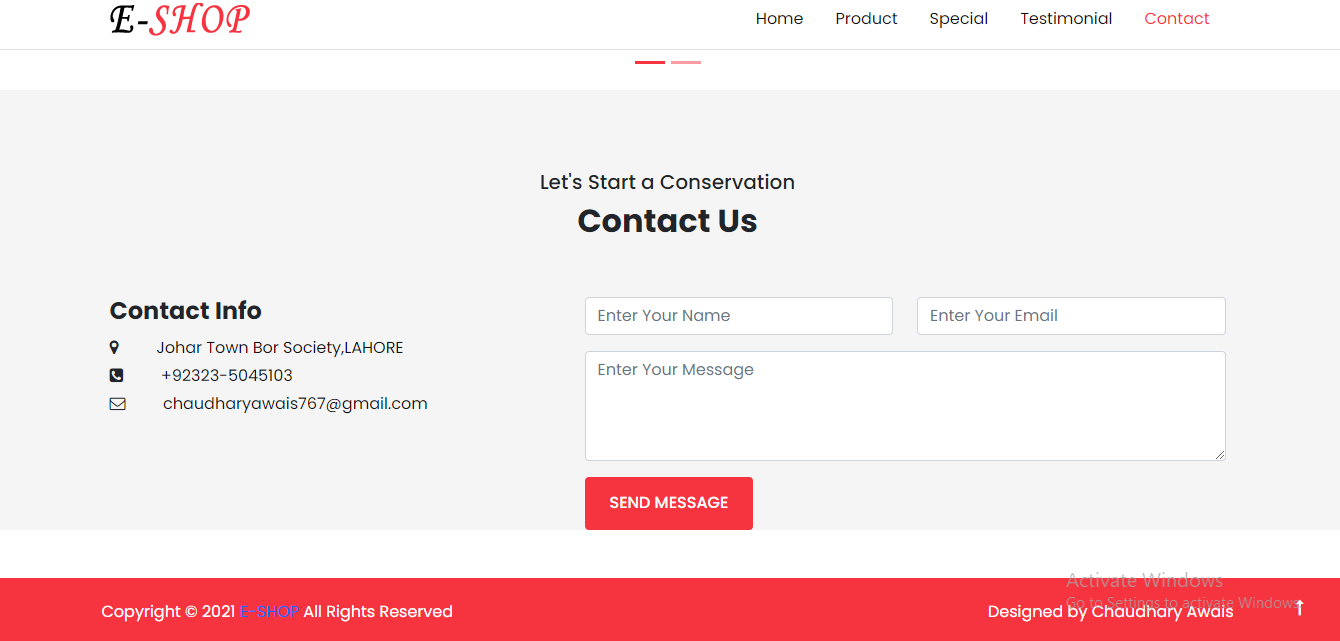 E-SHOP
Home Product Special Testimonial Contact
Let's Start a Conservation
Contact Us
Contact Info
Johar Town Bor Society,LAHORE
+92323-5045103
chaudharyawais767@gmail.com
Enter Your Name
Enter Your Email
Enter Your Message
SEND MESSAGE
Activate Windows
Go to Settings to activate Windows.
Copyright © 2021 E-SHOP All Rights Reserved
Designed by Chaudhary Awais